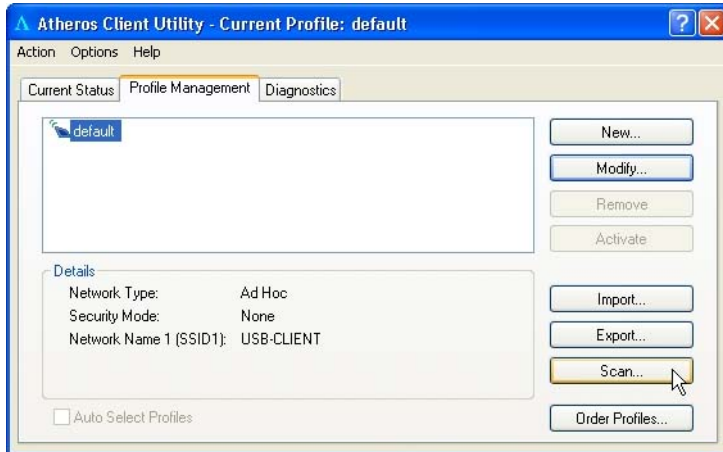 Atheros Client Utility - Current Profile: default
Action Options Help
Current Status Profile Management Diagnostics
default
New...
Modify...
Remove
Activate
Details
Network Type: Ad Hoc
Security Mode: None
Network Name 1 (SSID1): USB-CLIENT
Import...
Export...
Scan...
Auto Select Profiles
Order Profiles...